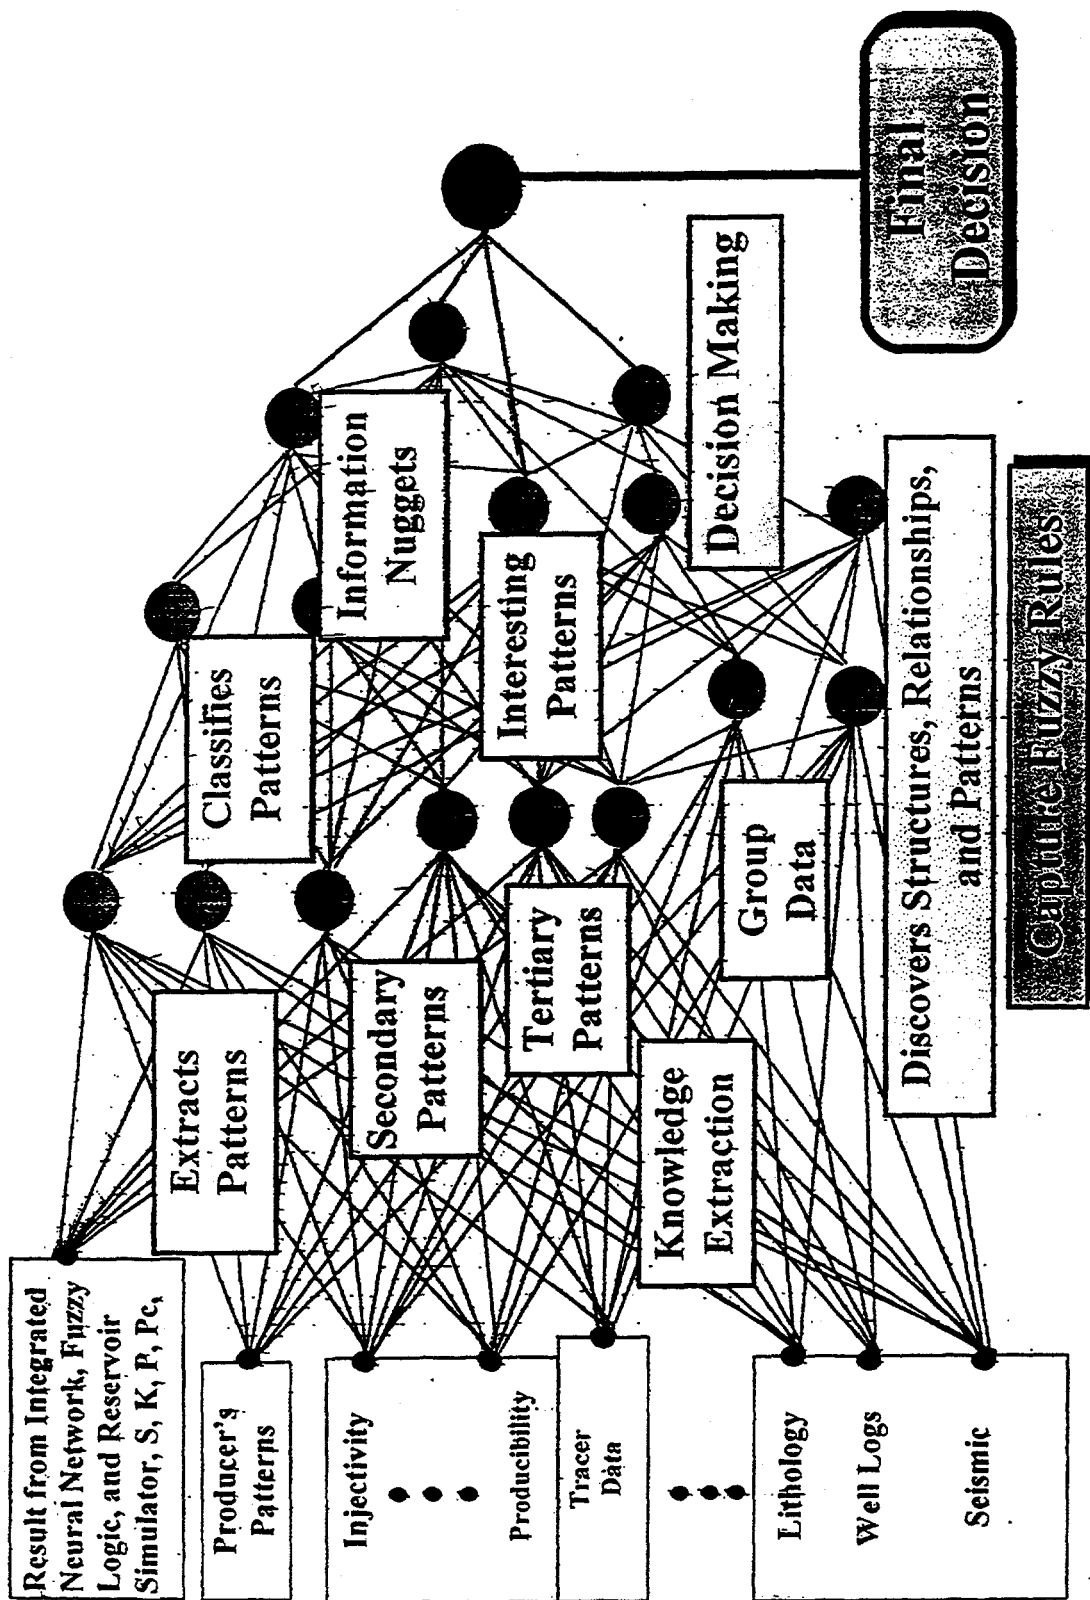 Result from Integrated
Neural Network, Fuzzy
Logic, and Reservoir
Simulator, S, K, P, Pc,
Producer's
Patterns
Injectivity
Producibility
Tracer
Data
Lithology
Well Logs
Seismic
Extracts
Patterns
Secondary
Patterns
Tertiary
Patterns
Knowledge
Extraction
Classifies
Patterns
Group
Data
Information
Nuggets
Interesting
Patterns
Decision Making
Discovers Structures, Relationships,
and Patterns
Capture Fuzzy Rules
Final
Decision